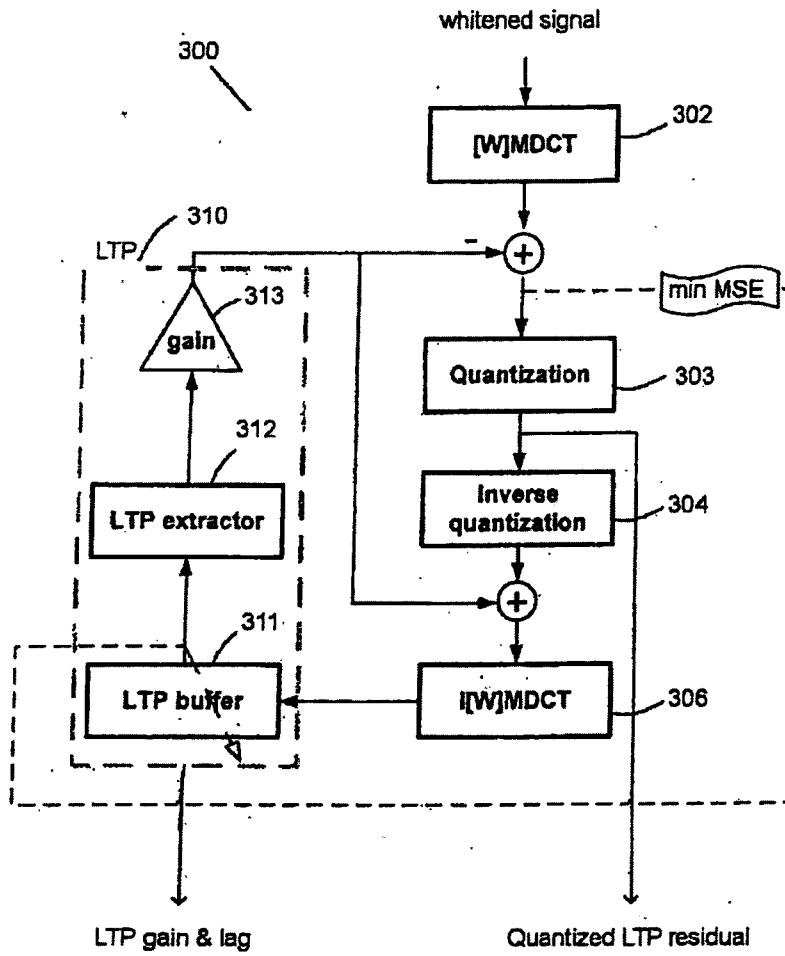 whitened signal
300
302
[W]MDCT
310
LTP
-
+
313
gain
min MSE
Quantization
303
312
LTP extractor
Inverse
quantization
304
+
311
LTP buffer
I[W]MDCT
306
LTP gain & lag
Quantized LTP residual